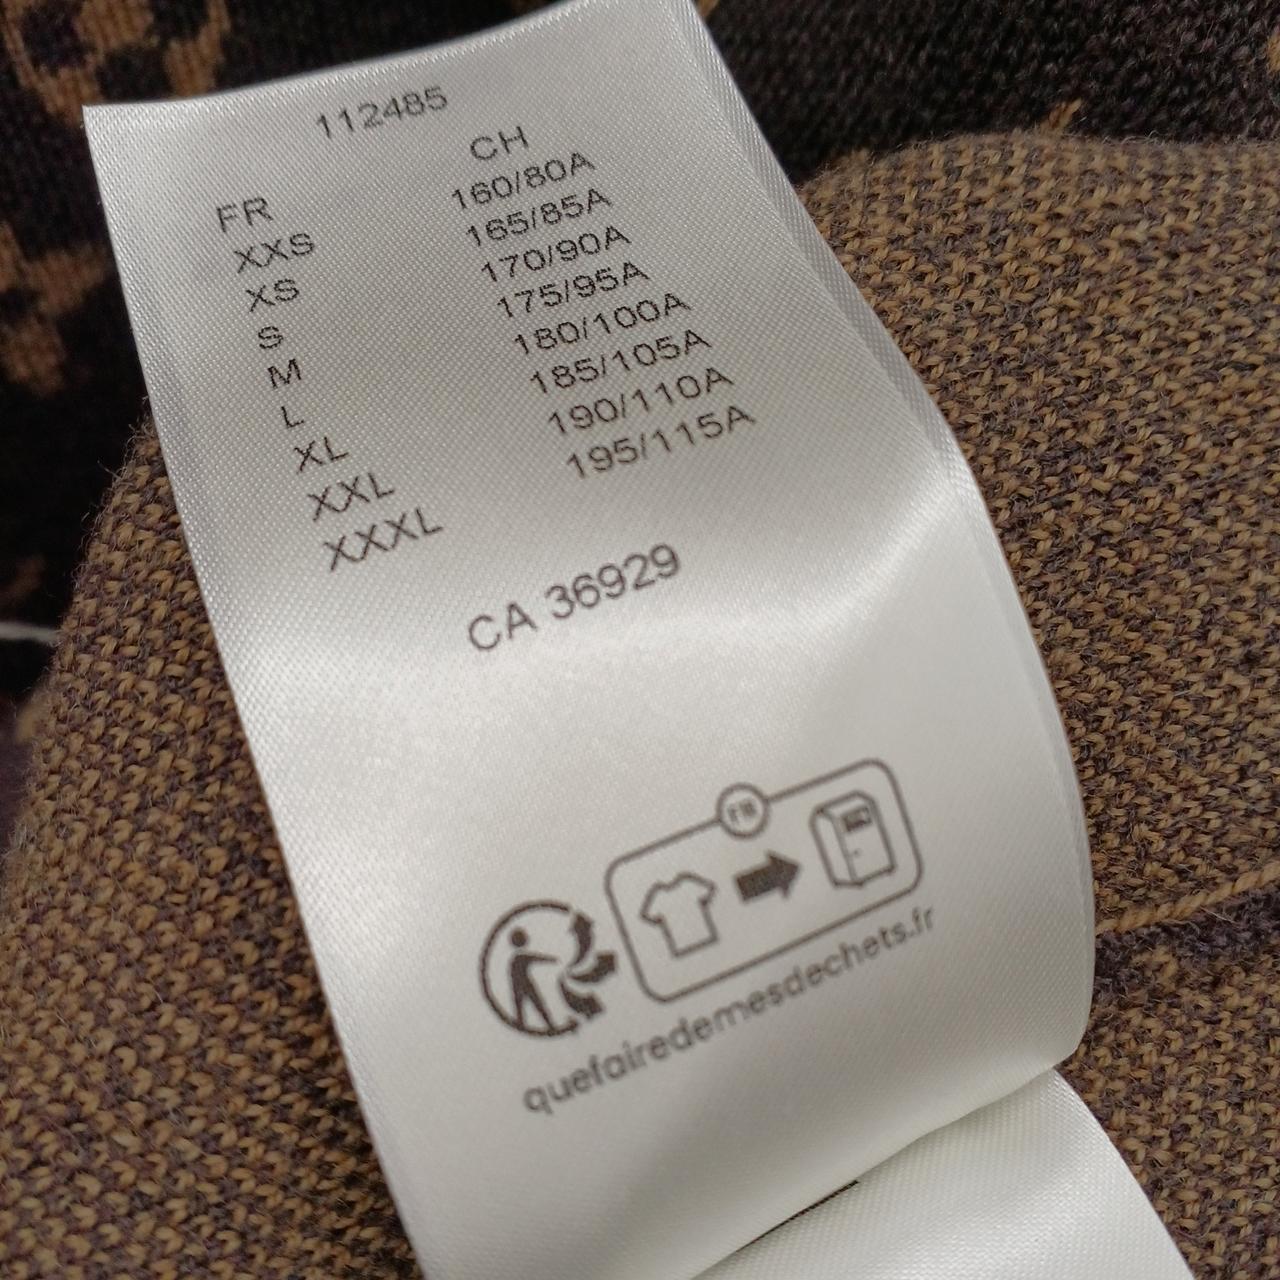 112485
FR CH
XXS 160/80A
XS 165/85A
S 170/90A
M 175/95A
L 180/100A
XL 185/105A
XXL 190/110A
XXXL 195/115A
CA 36929
FR
quefairedemesdechets.fr